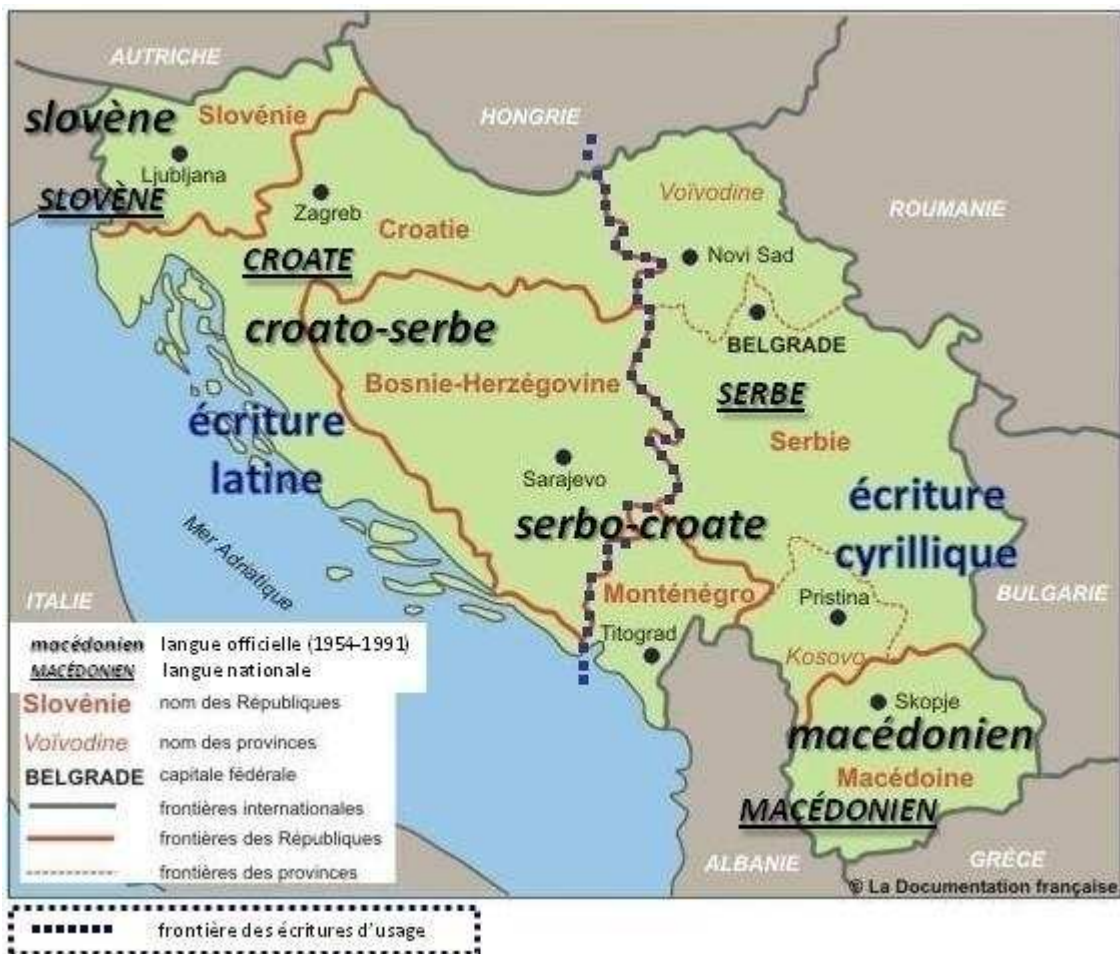 AUTRICHE
slovène
Slovénie
HONGRIE
Ljubljana
SLOVÈNE
Zagreb
Croatie
Voïvodine
ROUMANIE
CROATE
Novi Sad
croato-serbe
BELGRADE
Bosnie-Herzégovine
SERBE
écriture
latine
Serbie
Sarajevo
serbo-croate
écriture
cyrillique
Mer Adriatique
ITALIE
Monténégro
Pristina
BULGARIE
Titograd
Kosovo
Skopje
macédonien
Macédoine
MACÉDONIEN
ALBANIE
GRÈCE
© La Documentation française
macédonien langue officielle (1954-1991)
MACÉDONIEN langue nationale
Slovénie nom des Républiques
Voïvodine nom des provinces
BELGRADE capitale fédérale
frontières internationales
frontières des Républiques
frontières des provinces
frontière des écritures d'usage